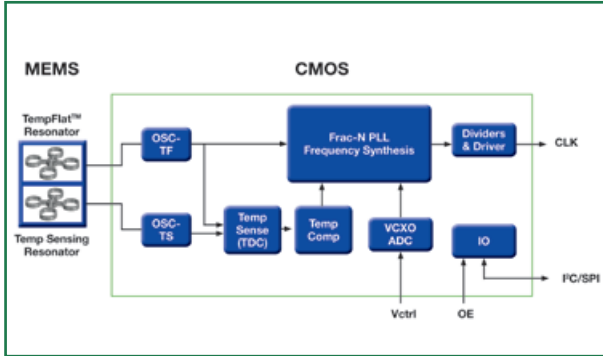 MEMS
CMOS
TempFlat™
Resonator
Temp Sensing
Resonator
OSC-
TF
OSC-
TS
Temp
Sense
(TDC)
Temp
Comp
Frac-N PLL
Frequency Synthesis
VCXO
ADC
Dividers
& Driver
IO
CLK
I²C/SPI
Vctrl
OE